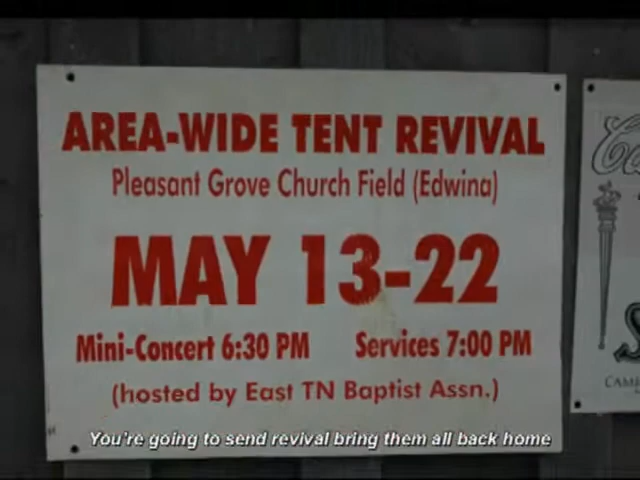 AREA-WIDE TENT REVIVAL
Pleasant Grove Church Field (Edwina)
MAY 13-22
Mini-Concert 6:30 PM Services 7:00 PM
(hosted by East TN Baptist Assn.)
You're going to send revival bring them all back home